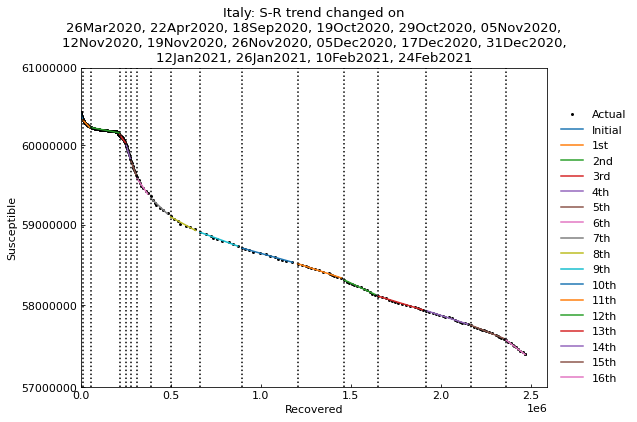 Italy: S-R trend changed on
26Mar2020, 22Apr2020, 18Sep2020, 19Oct2020, 29Oct2020, 05Nov2020,
12Nov2020, 19Nov2020, 26Nov2020, 05Dec2020, 17Dec2020, 31Dec2020,
12Jan2021, 26Jan2021, 10Feb2021, 24Feb2021
61000000
60000000
59000000
58000000
57000000
Susceptible
0.0 0.5 1.0 1.5 2.0 2.5
1e6
Recovered
Actual
Initial
1st
2nd
3rd
4th
5th
6th
7th
8th
9th
10th
11th
12th
13th
14th
15th
16th